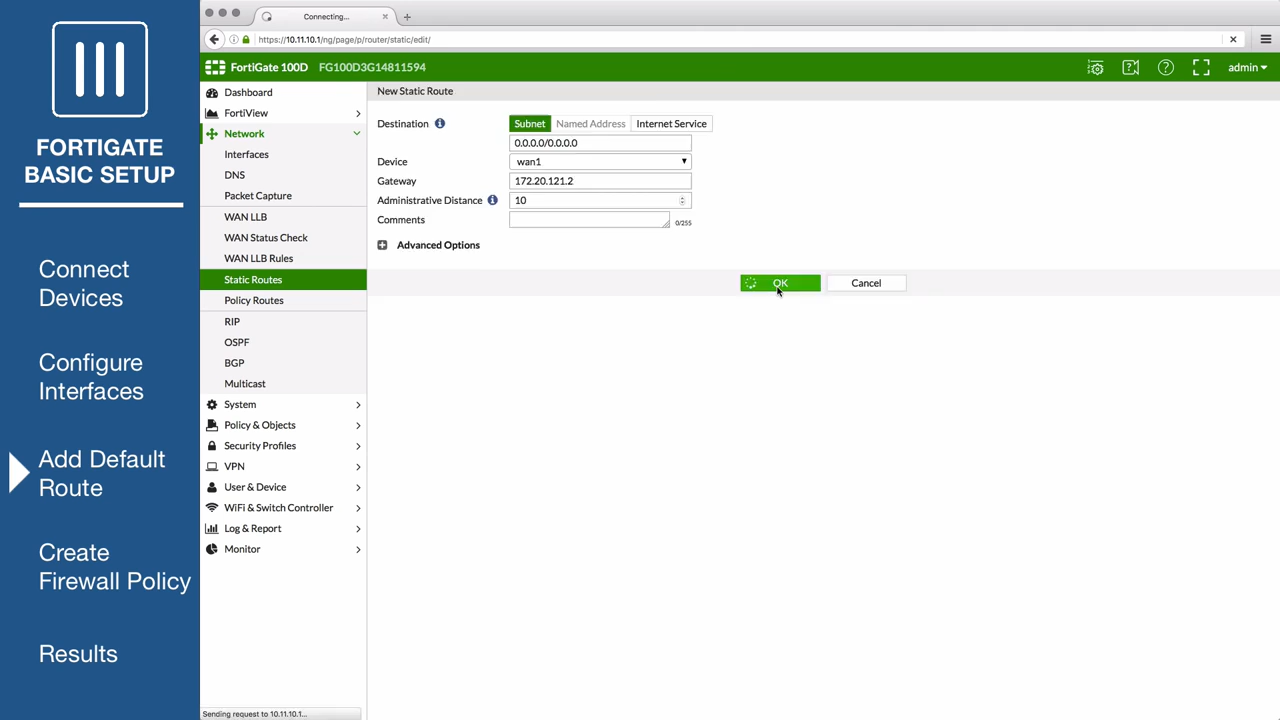 FORTIGATE
BASIC SETUP
Connect
Devices
Configure
Interfaces
Add Default
Route
Create
Firewall Policy
Results
Connecting...
https://10.11.10.1/ng/page/p/router/static/edit/
FortiGate 100D FG100D3G14811594
admin
Dashboard
FortiView
Network
Interfaces
DNS
Packet Capture
WAN LLB
WAN Status Check
WAN LLB Rules
Static Routes
Policy Routes
RIP
OSPF
BGP
Multicast
System
Policy & Objects
Security Profiles
VPN
User & Device
WiFi & Switch Controller
Log & Report
Monitor
New Static Route
Destination Subnet Named Address Internet Service
0.0.0.0/0.0.0.0
Device wan1
Gateway 172.20.121.2
Administrative Distance 10
Comments 0/255
Advanced Options
OK Cancel
Sending request to 10.11.10.1...